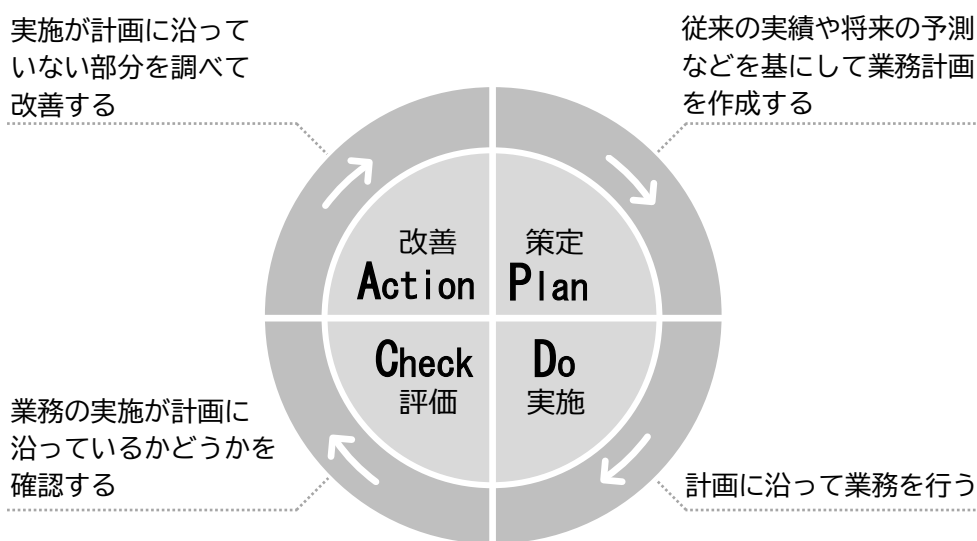 実施が計画に沿って
いない部分を調べて
改善する
従来の実績や将来の予測
などを基にして業務計画
を作成する
改善
Action
策定
Plan
Check
評価
Do
実施
業務の実施が計画に
沿っているかどうかを
確認する
計画に沿って業務を行う